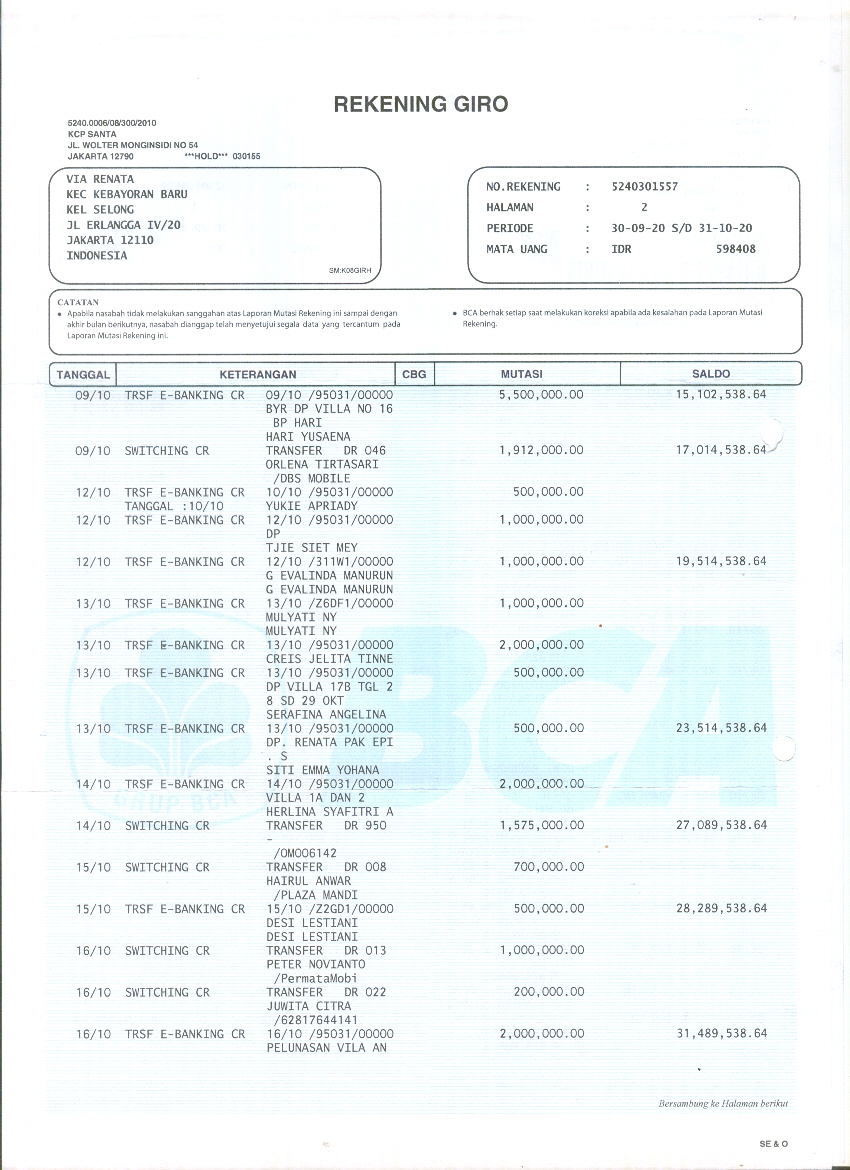 REKENING GIRO
5240.0006/08/300/2010
KCP SANTA
JL. WOLTER MONGINSIDI NO 54
JAKARTA 12790 ***HOLD*** 030155
VIA RENATA
KEC KEBAYORAN BARU
KEL SELONG
JL ERLANGGA IV/20
JAKARTA 12110
INDONESIA
SM:K08GIRH
NO.REKENING : 5240301557
HALAMAN : 2
PERIODE : 30-09-20 S/D 31-10-20
MATA UANG : IDR 598408
CATATAN
• Apabila nasabah tidak melakukan sanggahan atas Laporan Mutasi Rekening ini sampai dengan
akhir bulan berikutnya, nasabah dianggap telah menyetujui segala data yang tercantum pada
Laporan Mutasi Rekening ini.
• BCA berhak setiap saat melakukan koreksi apabila ada kesalahan pada Laporan Mutasi
Rekening.
TANGGAL KETERANGAN CBG MUTASI SALDO
09/10 TRSF E-BANKING CR 09/10 /95031/00000 5,500,000.00 15,102,538.64
BYR DP VILLA NO 16
BP HARI
HARI YUSAENA
09/10 SWITCHING CR TRANSFER DR 046 1,912,000.00 17,014,538.64
ORLENA TIRTASARI
/DBS MOBILE
12/10 TRSF E-BANKING CR 10/10 /95031/00000 500,000.00
TANGGAL :10/10 YUKIE APRIADY
12/10 TRSF E-BANKING CR 12/10 /95031/00000 1,000,000.00
DP
TJIE SIET MEY
12/10 TRSF E-BANKING CR 12/10 /311W1/00000 1,000,000.00 19,514,538.64
G EVALINDA MANURUN
G EVALINDA MANURUN
13/10 TRSF E-BANKING CR 13/10 /Z6DF1/00000 1,000,000.00
MULYATI NY
MULYATI NY
13/10 TRSF E-BANKING CR 13/10 /95031/00000 2,000,000.00
CREIS JELITA TINNE
13/10 TRSF E-BANKING CR 13/10 /95031/00000 500,000.00
DP VILLA 17B TGL 2
8 SD 29 OKT
SERAFINA ANGELINA
13/10 TRSF E-BANKING CR 13/10 /95031/00000 500,000.00 23,514,538.64
DP. RENATA PAK EPI
. S
SITI EMMA YOHANA
14/10 TRSF E-BANKING CR 14/10 /95031/00000 2,000,000.00
VILLA 1A DAN 2
HERLINA SYAFITRI A
14/10 SWITCHING CR TRANSFER DR 950 1,575,000.00 27,089,538.64
-
/OM006142
15/10 SWITCHING CR TRANSFER DR 008 700,000.00
HAIRUL ANWAR
/PLAZA MANDI
15/10 TRSF E-BANKING CR 15/10 /Z2GD1/00000 500,000.00 28,289,538.64
DESI LESTIANI
DESI LESTIANI
16/10 SWITCHING CR TRANSFER DR 013 1,000,000.00
PETER NOVIANTO
/PermataMobi
16/10 SWITCHING CR TRANSFER DR 022 200,000.00
JUWITA CITRA
/62817644141
16/10 TRSF E-BANKING CR 16/10 /95031/00000 2,000,000.00 31,489,538.64
PELUNASAN VILA AN
BCA
GRUP BCA
Bersambung ke Halaman berikut
SE & O